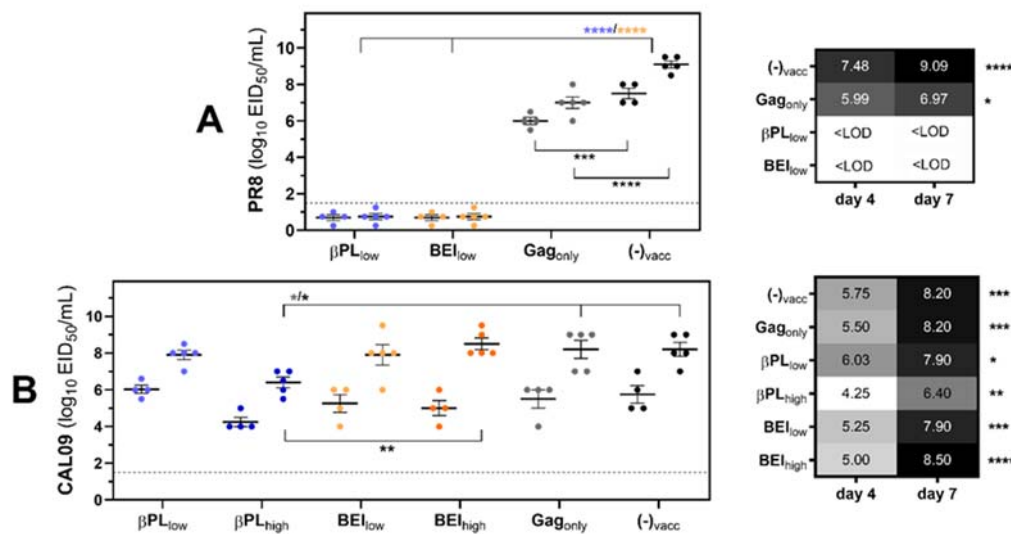 A
PR8 (log10 EID50/mL)
10
8
6
4
2
0
****/****
***
****
βPLlow
BEIlow
Gagonly
(-)vacc
(-)vacc 7.48 9.09 ****
Gagonly 5.99 6.97 *
βPLlow <LOD <LOD
BEIlow <LOD <LOD
day 4 day 7
B
CAL09 (log10 EID50/mL)
10
8
6
4
2
0
*/*
**
βPLlow
βPLhigh
BEIlow
BEIhigh
Gagonly
(-)vacc
(-)vacc 5.75 8.20 ***
Gagonly 5.50 8.20 ***
βPLlow 6.03 7.90 *
βPLhigh 4.25 6.40 **
BEIlow 5.25 7.90 ***
BEIhigh 5.00 8.50 ****
day 4 day 7